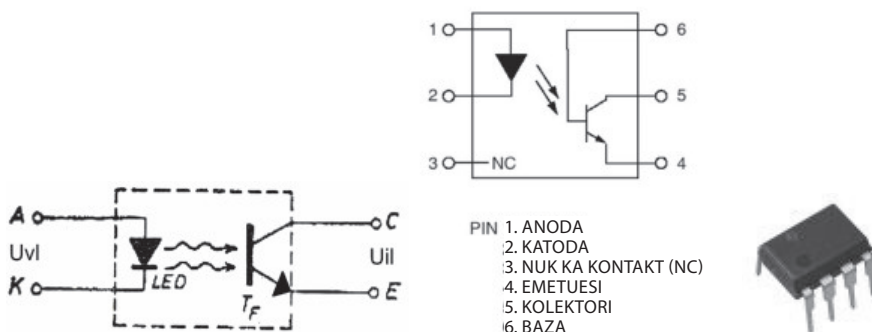 1
6
2
5
3
NC
4
A
C
Uvl
Uil
LED
K
E
TF
PIN 1. ANODA
2. KATODA
3. NUK KA KONTAKT (NC)
4. EMETUESI
5. KOLEKTORI
6. BAZA